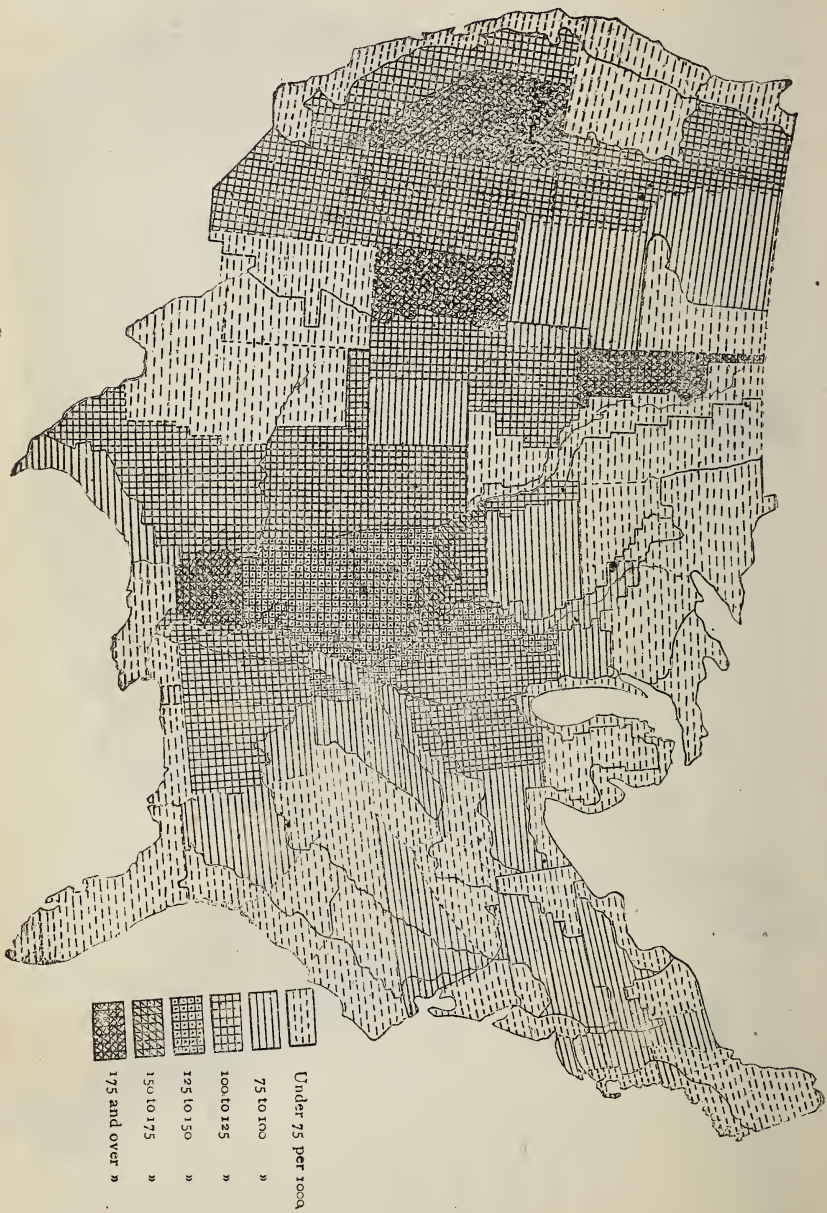 Under 75 per 1000
75 to 100 "
100 to 125 "
125 to 150 "
150 to 175 "
175 and over "